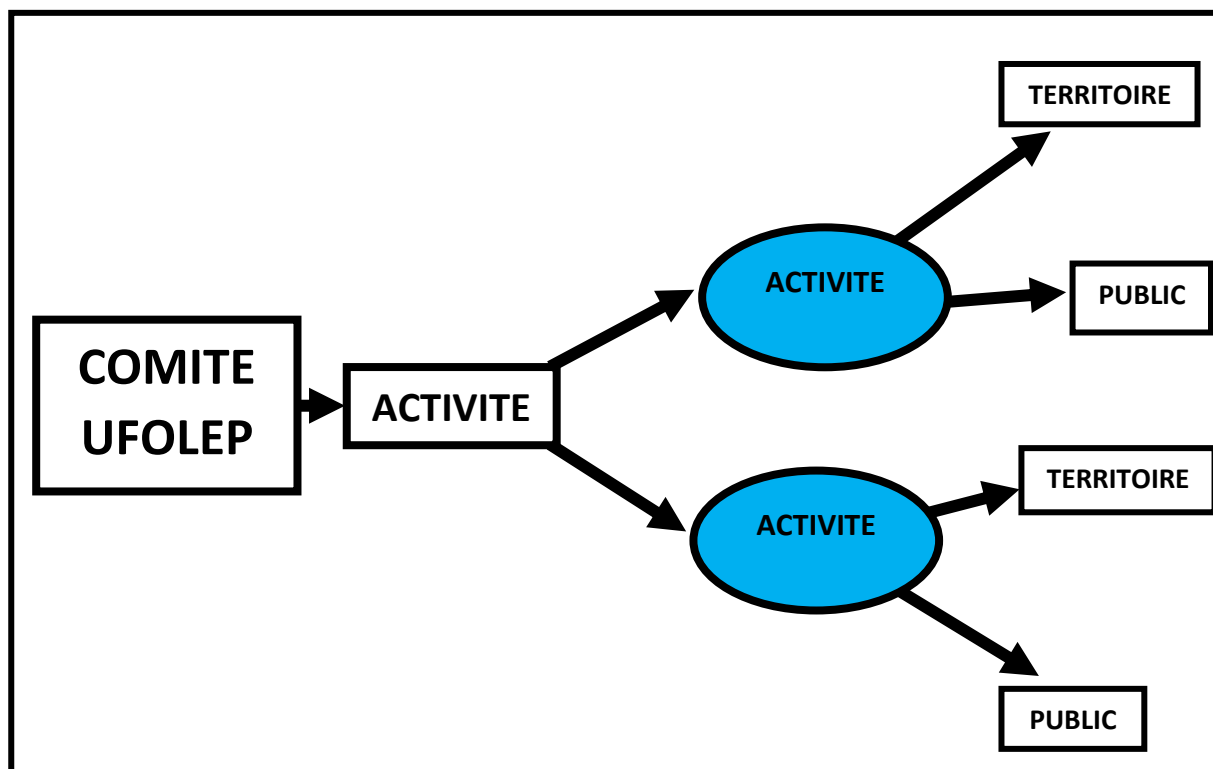 COMITE
UFOLEP
ACTIVITE
ACTIVITE
TERRITOIRE
PUBLIC
ACTIVITE
TERRITOIRE
PUBLIC